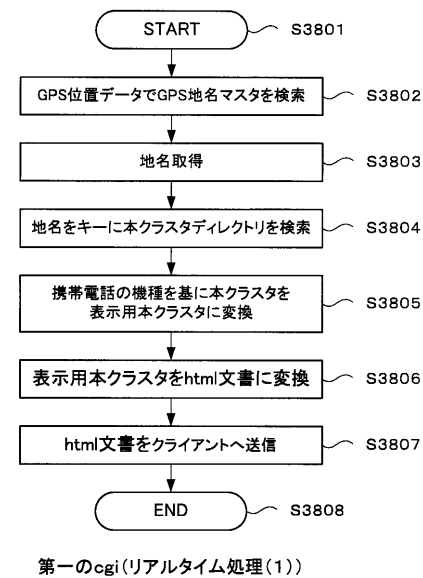 START
S3801
GPS位置データでGPS地名マスタを検索
S3802
地名取得
S3803
地名をキーに本クラスタディレクトリを検索
S3804
携帯電話の機種を基に本クラスタを
表示用本クラスタに変換
S3805
表示用本クラスタをhtml文書に変換
S3806
html文書をクライアントへ送信
S3807
END
S3808
第一のcgi(リアルタイム処理(1))